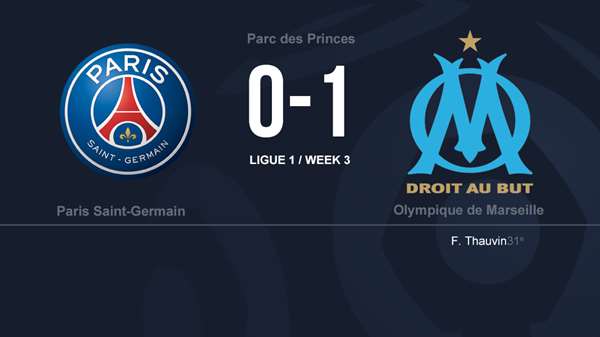 Parc des Princes
PARIS
SAINT-GERMAIN
0-1
LIGUE 1 / WEEK 3
DROIT AU BUT
Paris Saint-Germain
Olympique de Marseille
F. Thauvin31e